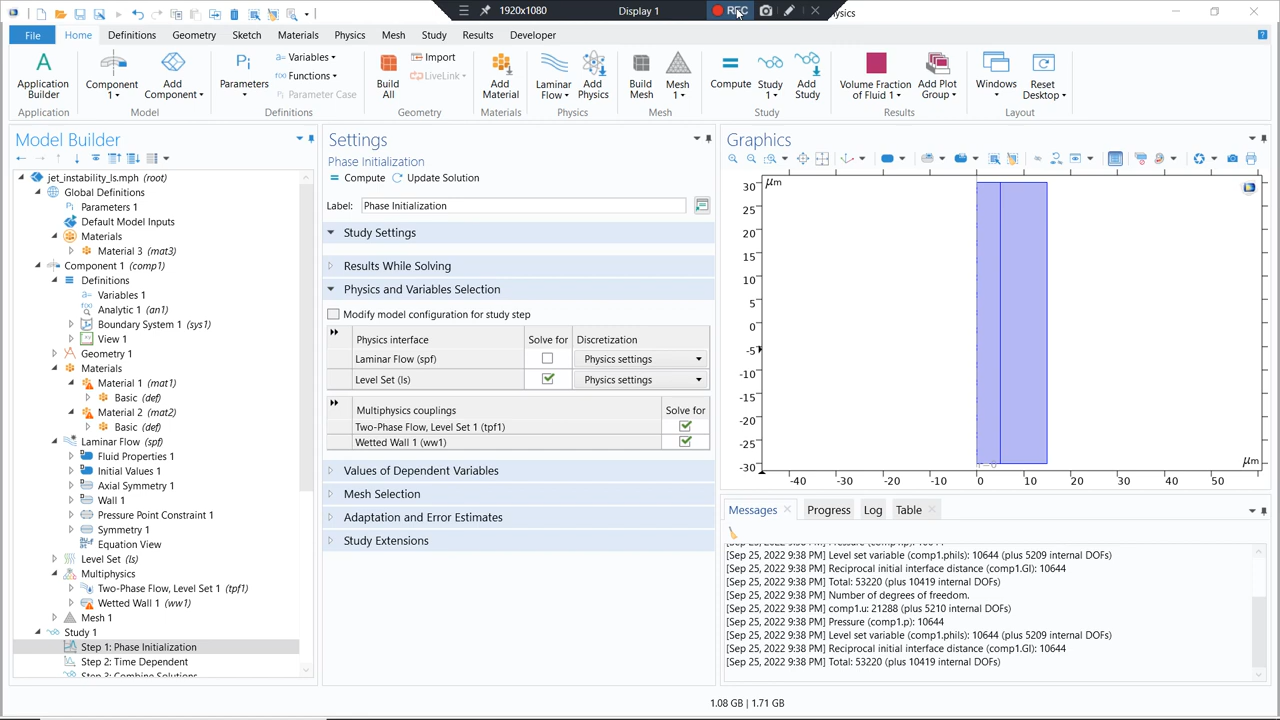 1920x1080
Display 1
REC
hysics
File
Home
Definitions
Geometry
Sketch
Materials
Physics
Mesh
Study
Results
Developer
Application Builder
Application
Component 1
Add Component
Model
Pi
Parameters
a= Variables
Functions
Parameter Case
Definitions
Build All
Import
LiveLink
Geometry
Add Material
Materials
Laminar Flow
Add Physics
Physics
Build Mesh
Mesh 1
Mesh
Compute
Study 1
Add Study
Study
Volume Fraction of Fluid 1
Add Plot Group
Results
Windows
Reset Desktop
Layout
Model Builder
jet_instability_ls.mph (root)
Global Definitions
Pi Parameters 1
Default Model Inputs
Materials
Material 3 (mat3)
Component 1 (comp1)
Definitions
a= Variables 1
Analytic 1 (an1)
Boundary System 1 (sys1)
View 1
Geometry 1
Materials
Material 1 (mat1)
Basic (def)
Material 2 (mat2)
Basic (def)
Laminar Flow (spf)
Fluid Properties 1
Initial Values 1
Axial Symmetry 1
Wall 1
Pressure Point Constraint 1
Symmetry 1
Equation View
Level Set (ls)
Multiphysics
Two-Phase Flow, Level Set 1 (tpf1)
Wetted Wall 1 (ww1)
Mesh 1
Study 1
Step 1: Phase Initialization
Step 2: Time Dependent
Step 3: Combine Solutions
Settings
Phase Initialization
Compute
Update Solution
Label:
Phase Initialization
Study Settings
Results While Solving
Physics and Variables Selection
Modify model configuration for study step
Physics interface
Solve for
Discretization
Laminar Flow (spf)
Physics settings
Level Set (ls)
Physics settings
Multiphysics couplings
Solve for
Two-Phase Flow, Level Set 1 (tpf1)
Wetted Wall 1 (ww1)
Values of Dependent Variables
Mesh Selection
Adaptation and Error Estimates
Study Extensions
Graphics
μm
30
25
20
15
10
5
0
-5
-10
-15
-20
-25
-30
r=0
μm
-40
-30
-20
-10
0
10
20
30
40
50
Messages
Progress
Log
Table
[Sep 25, 2022 9:38 PM] Pressure (comp1.p): 10644
[Sep 25, 2022 9:38 PM] Level set variable (comp1.phils): 10644 (plus 5209 internal DOFs)
[Sep 25, 2022 9:38 PM] Reciprocal initial interface distance (comp1.GI): 10644
[Sep 25, 2022 9:38 PM] Total: 53220 (plus 10419 internal DOFs)
[Sep 25, 2022 9:38 PM] Number of degrees of freedom.
[Sep 25, 2022 9:38 PM] comp1.u: 21288 (plus 5210 internal DOFs)
[Sep 25, 2022 9:38 PM] Pressure (comp1.p): 10644
[Sep 25, 2022 9:38 PM] Level set variable (comp1.phils): 10644 (plus 5209 internal DOFs)
[Sep 25, 2022 9:38 PM] Reciprocal initial interface distance (comp1.GI): 10644
[Sep 25, 2022 9:38 PM] Total: 53220 (plus 10419 internal DOFs)
1.08 GB | 1.71 GB